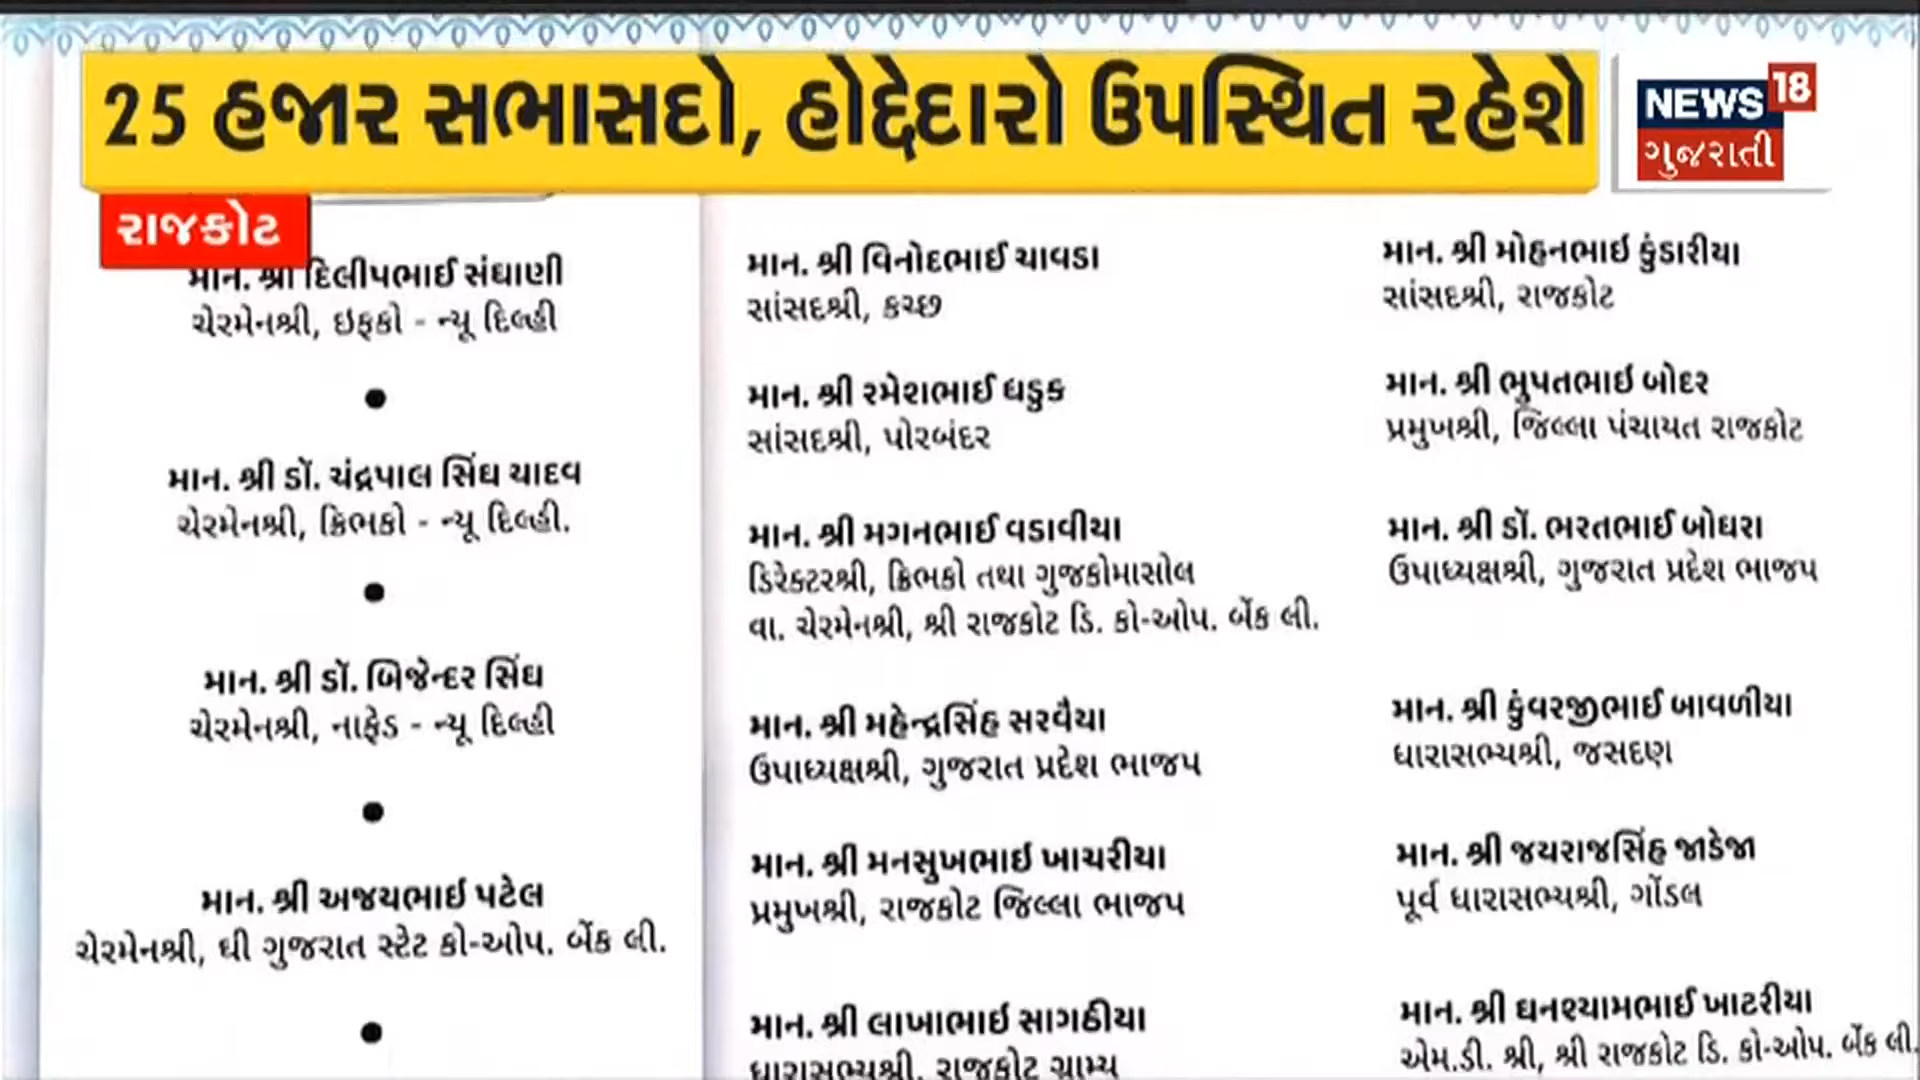 25 હજાર સભાસદો, હોદ્દેદારો ઉપસ્થિત રહેશે
NEWS 18
ગુજરાતી
રાજકોટ
માન. શ્રી દિલીપભાઈ સંઘાણી
ચેરમેનશ્રી, ઇફકો - ન્યૂ દિલ્હી
માન. શ્રી ડૉ. ચંદ્રપાલ સિંઘ યાદવ
ચેરમેનશ્રી, ક્રિભકો - ન્યૂ દિલ્હી.
માન. શ્રી ડૉ. બિજેન્દર સિંઘ
ચેરમેનશ્રી, નાફેડ - ન્યૂ દિલ્હી
માન. શ્રી અજયભાઇ પટેલ
ચેરમેનશ્રી, ધી ગુજરાત સ્ટેટ કો-ઓપ. બેંક લી.
માન. શ્રી વિનોદભાઈ ચાવડા
સાંસદશ્રી, કચ્છ
માન. શ્રી રમેશભાઈ ધડુક
સાંસદશ્રી, પોરબંદર
માન. શ્રી મગનભાઈ વડાવીયા
ડિરેક્ટરશ્રી, ક્રિભકો તથા ગુજકોમાસોલ
વા. ચેરમેનશ્રી, શ્રી રાજકોટ ડિ. કો-ઓપ. બેંક લી.
માન. શ્રી મહેન્દ્રસિંહ સરવૈયા
ઉપાધ્યક્ષશ્રી, ગુજરાત પ્રદેશ ભાજપ
માન. શ્રી મનસુખભાઇ ખાચરીયા
પ્રમુખશ્રી, રાજકોટ જિલ્લા ભાજપ
માન. શ્રી લાખાભાઇ સાગઠીયા
ધારાસભ્યશ્રી, રાજકોટ ગ્રામ્ય
માન. શ્રી મોહનભાઇ કુંડારીયા
સાંસદશ્રી, રાજકોટ
માન. શ્રી ભુપતભાઇ બોદર
પ્રમુખશ્રી, જિલ્લા પંચાયત રાજકોટ
માન. શ્રી ડૉ. ભરતભાઈ બોઘરા
ઉપાધ્યક્ષશ્રી, ગુજરાત પ્રદેશ ભાજપ
માન. શ્રી કુંવરજીભાઈ બાવળીયા
ધારાસભ્યશ્રી, જસદણ
માન. શ્રી જયરાજસિંહ જાડેજા
પૂર્વ ધારાસભ્યશ્રી, ગોંડલ
માન. શ્રી ઘનશ્યામભાઈ ખાટરીયા
એમ.ડી. શ્રી, શ્રી રાજકોટ ડિ. કો-ઓપ. બેંક લી.